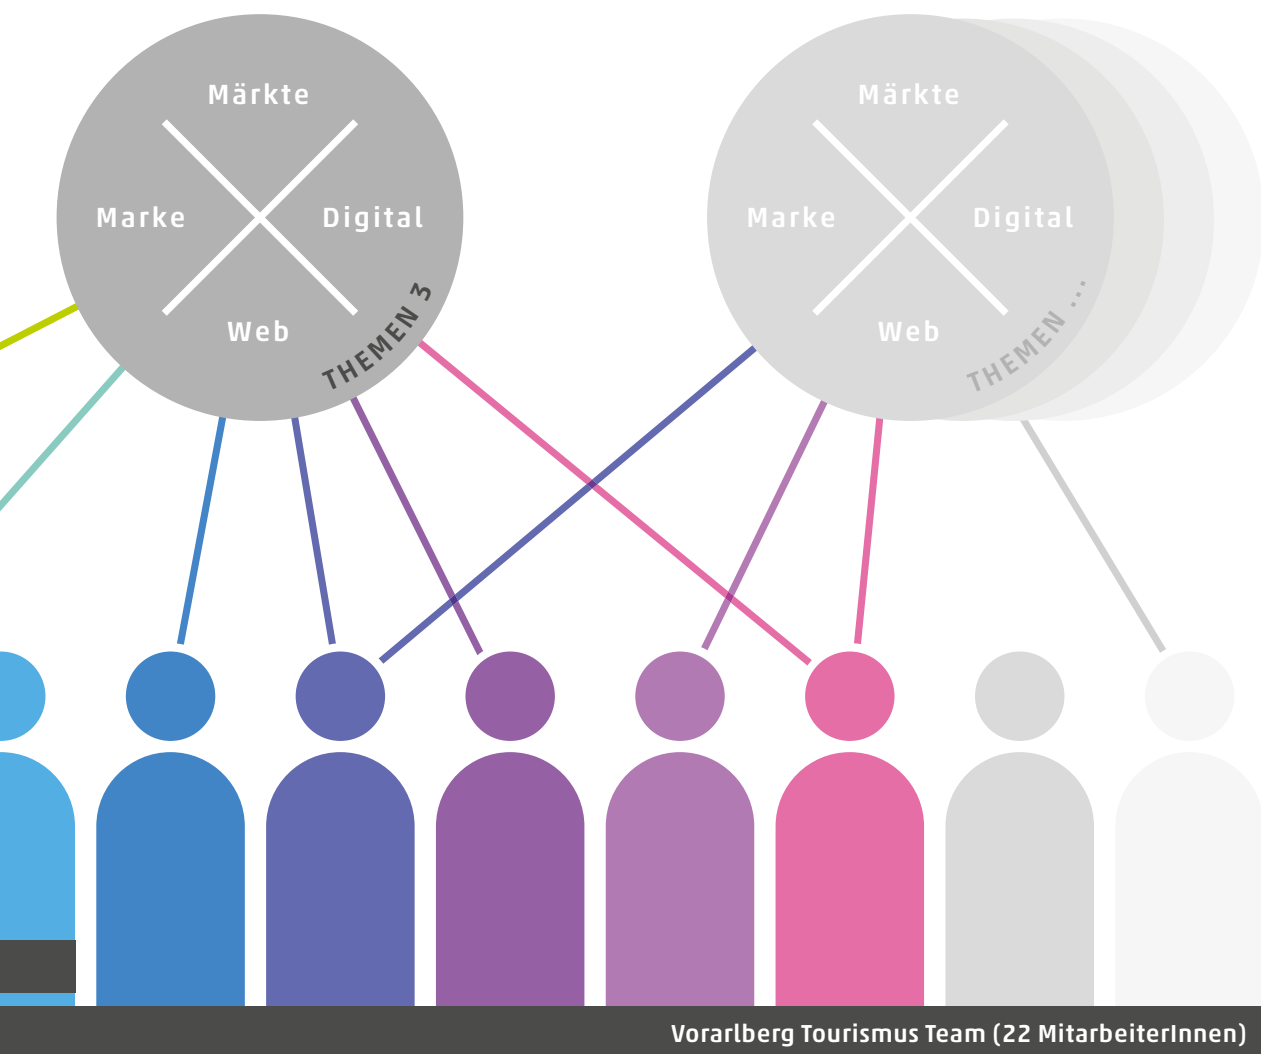 Märkte
Marke
Digital
Web
THEMEN 3
Märkte
Marke
Digital
Web
THEMEN ...
Vorarlberg Tourismus Team (22 MitarbeiterInnen)